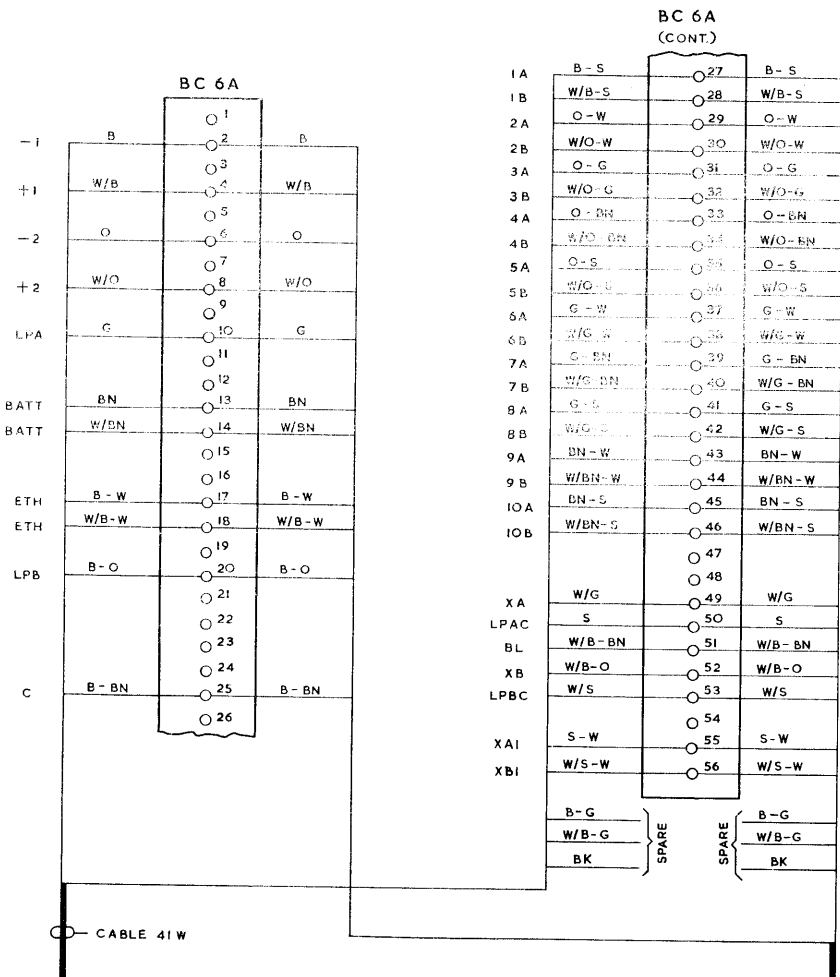 BC 6A
1
-1 B 2 B
3
+1 W/B 4 W/B
5
-2 O 6 O
7
+2 W/O 8 W/O
9
LPA G 10 G
11
12
BATT BN 13 BN
BATT W/BN 14 W/BN
15
16
ETH B-W 17 B-W
ETH W/B-W 18 W/B-W
19
LPB B-O 20 B-O
21
22
23
24
C B-BN 25 B-BN
26
BC 6A
(CONT.)
1A B-S 27 B-S
1B W/B-S 28 W/B-S
2A O-W 29 O-W
2B W/O-W 30 W/O-W
3A O-G 31 O-G
3B W/O-G 32 W/O-G
4A O-BN 33 O-BN
4B W/O-BN 34 W/O-BN
5A O-S 35 O-S
5B W/O-S 36 W/O-S
6A G-W 37 G-W
6B W/G-W 38 W/G-W
7A G-BN 39 G-BN
7B W/G-BN 40 W/G-BN
8A G-S 41 G-S
8B W/G-S 42 W/G-S
9A BN-W 43 BN-W
9B W/BN-W 44 W/BN-W
10A BN-S 45 BN-S
10B W/BN-S 46 W/BN-S
47
48
XA W/G 49 W/G
LPAC S 50 S
BL W/B-BN 51 W/B-BN
XB W/B-O 52 W/B-O
LPBC W/S 53 W/S
54
XA1 S-W 55 S-W
XB1 W/S-W 56 W/S-W
B-G B-G
W/B-G SPARE SPARE W/B-G
BK BK
CABLE 41W